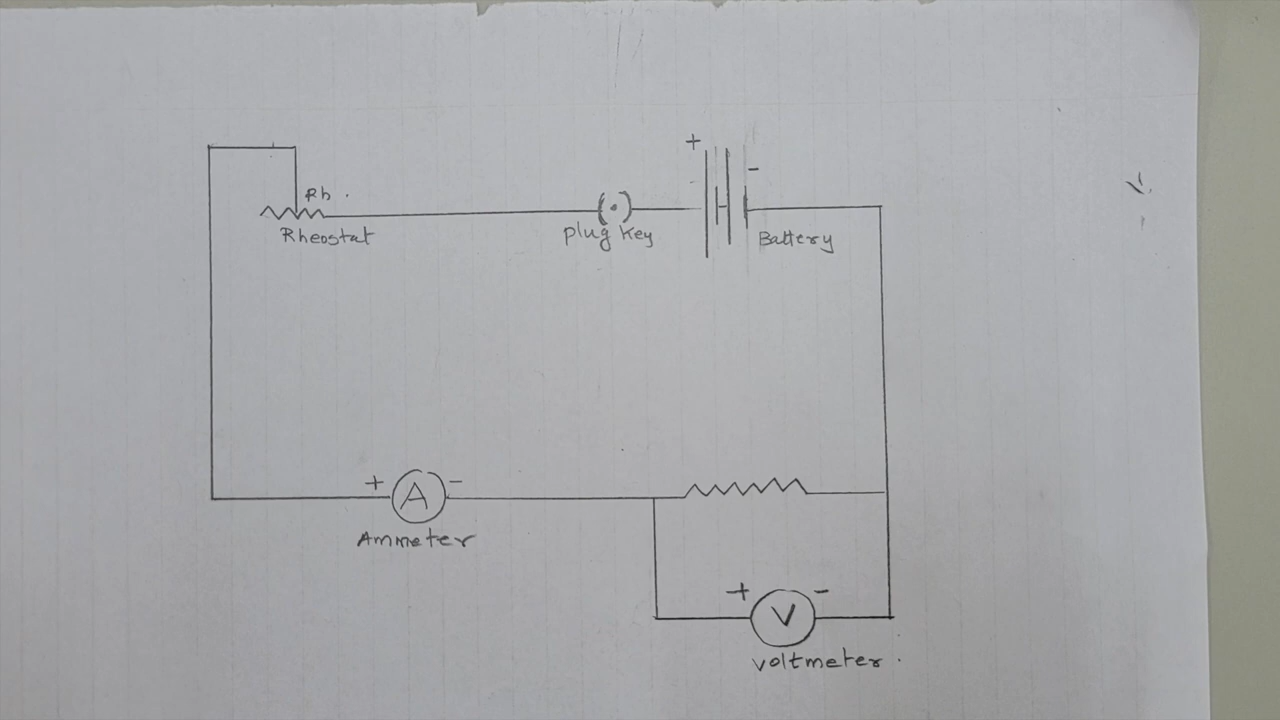 +
-
Rh.
Rheostat
plug Key
Battery
+ A -
Ammeter
+ V -
voltmeter.